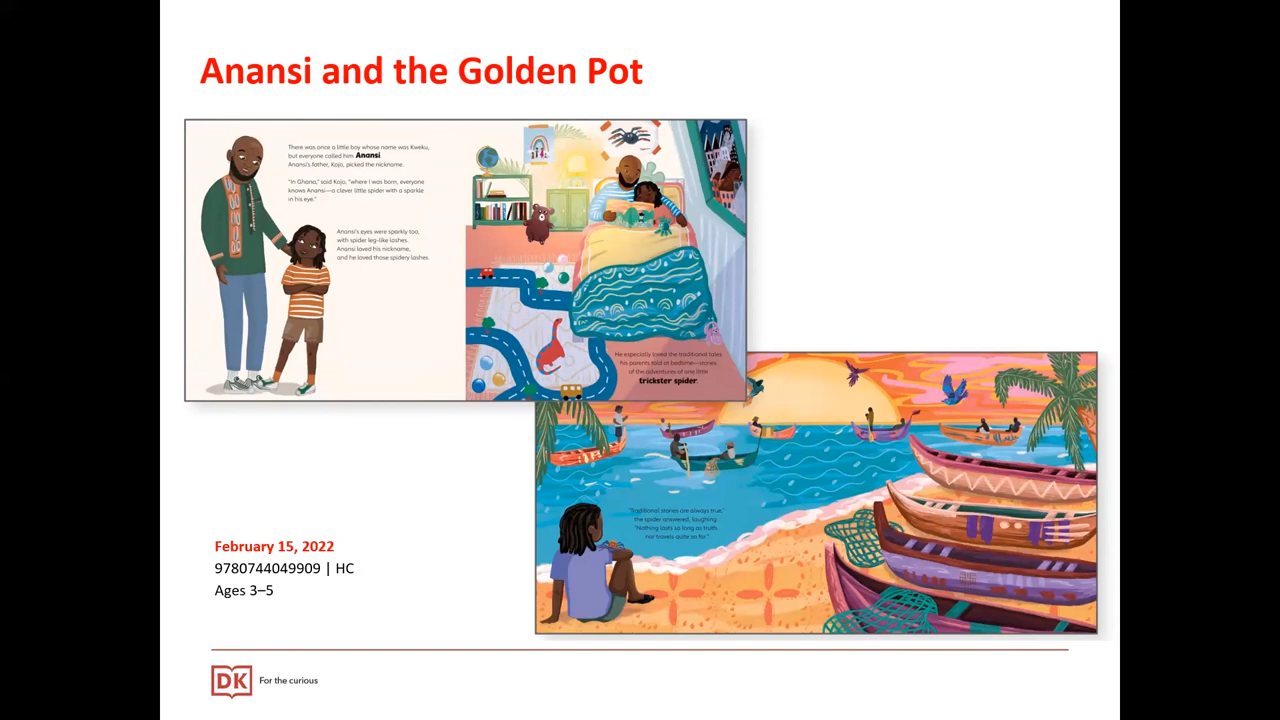 Anansi and the Golden Pot
There was once a little boy whose name was Kweku,
but everyone called him Anansi.
Anansi's father, Kojo, picked the nickname.
"In Ghana," said Kojo, "where I was born, everyone
knows Anansi—a clever little spider with a sparkle
in his eye."
Anansi's eyes were sparkly too,
with spider leg-like lashes.
Anansi loved his nickname,
and he loved those spidery lashes.
He especially loved the traditional tales
his parents told at bedtime—stories
of the adventures of one little
trickster spider.
"Traditional stories are always true,"
the spider answered, laughing.
"Nothing lasts so long as truth,
nor travels quite so far."
February 15, 2022
9780744049909 | HC
Ages 3–5
DK
For the curious